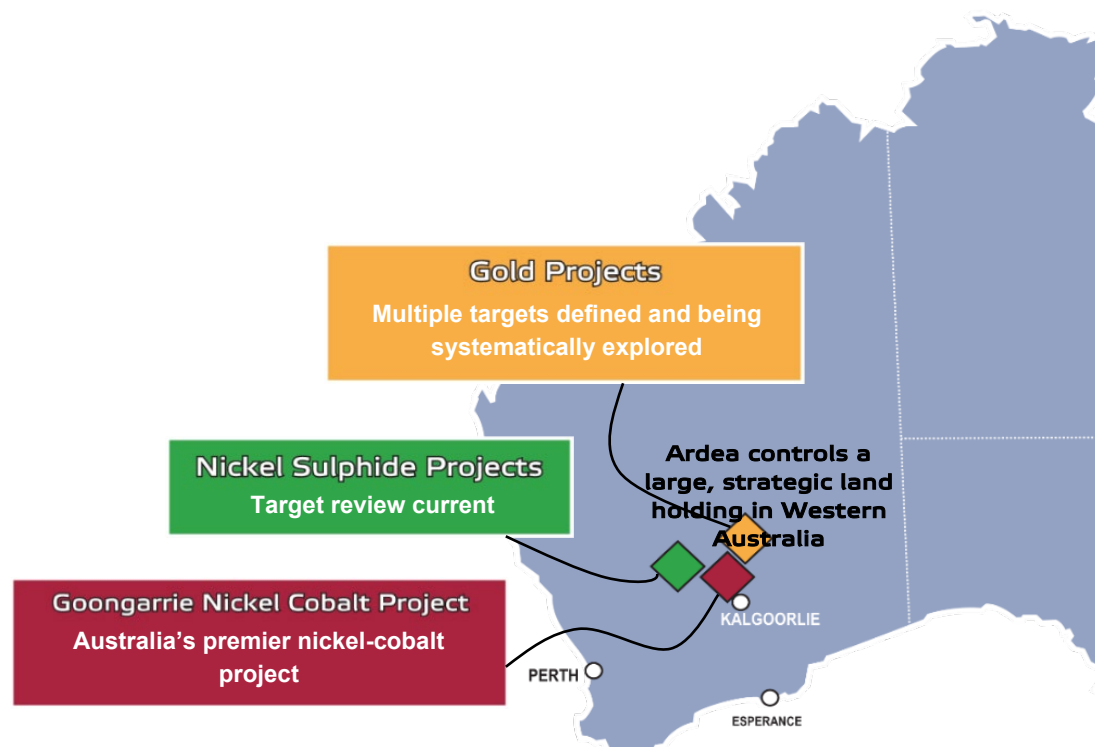 Gold Projects
Multiple targets defined and being
systematically explored
Ardea controls a
large, strategic land
holding in Western
Australia
Nickel Sulphide Projects
Target review current
Goongarrie Nickel Cobalt Project
Australia’s premier nickel-cobalt
project
KALGOORLIE
PERTH
ESPERANCE